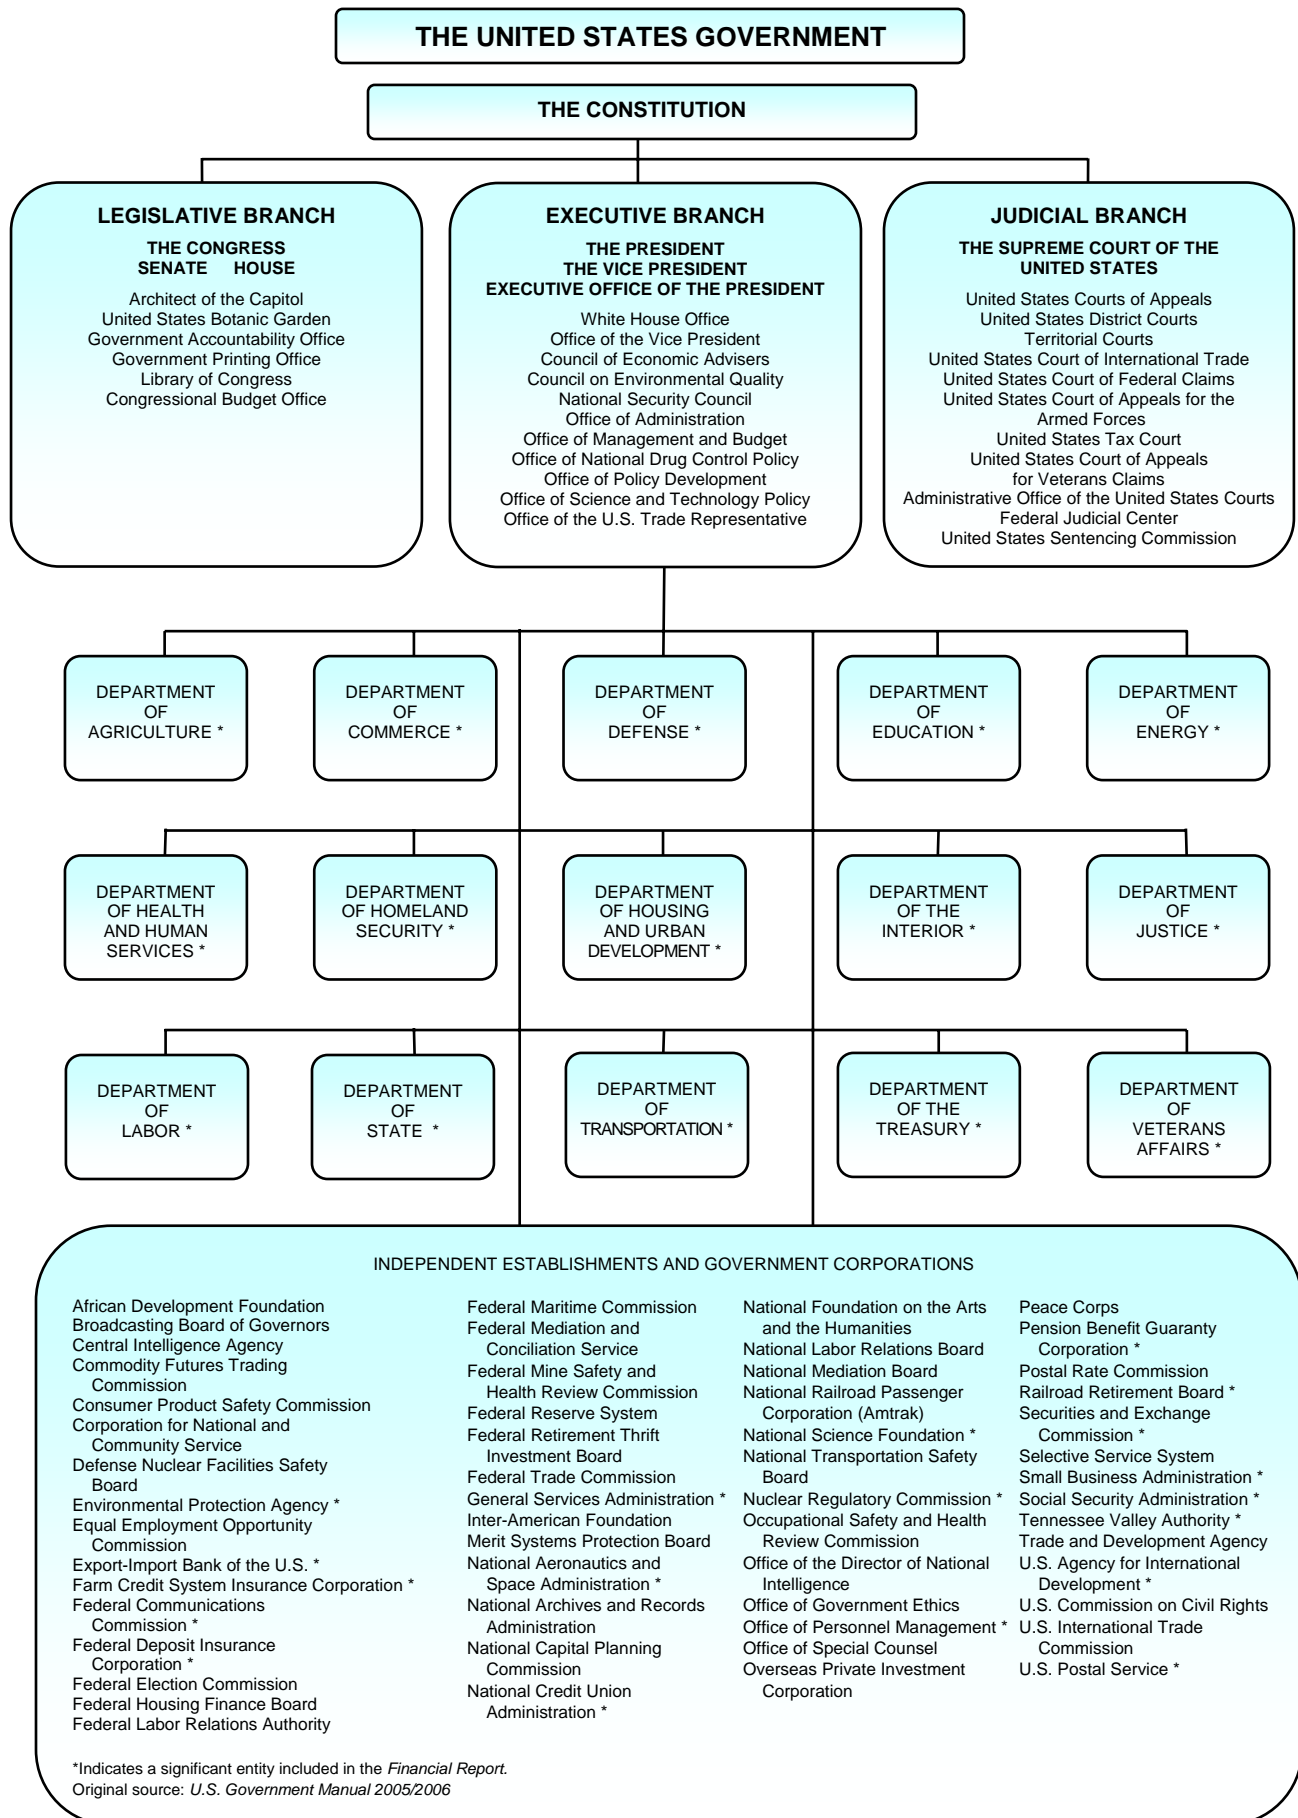 THE UNITED STATES GOVERNMENT
THE CONSTITUTION
LEGISLATIVE BRANCH
THE CONGRESS
SENATE HOUSE
Architect of the Capitol
United States Botanic Garden
Government Accountability Office
Government Printing Office
Library of Congress
Congressional Budget Office
EXECUTIVE BRANCH
THE PRESIDENT
THE VICE PRESIDENT
EXECUTIVE OFFICE OF THE PRESIDENT
White House Office
Office of the Vice President
Council of Economic Advisers
Council on Environmental Quality
National Security Council
Office of Administration
Office of Management and Budget
Office of National Drug Control Policy
Office of Policy Development
Office of Science and Technology Policy
Office of the U.S. Trade Representative
JUDICIAL BRANCH
THE SUPREME COURT OF THE
UNITED STATES
United States Courts of Appeals
United States District Courts
Territorial Courts
United States Court of International Trade
United States Court of Federal Claims
United States Court of Appeals for the
Armed Forces
United States Tax Court
United States Court of Appeals
for Veterans Claims
Administrative Office of the United States Courts
Federal Judicial Center
United States Sentencing Commission
DEPARTMENT
OF
AGRICULTURE *
DEPARTMENT
OF
COMMERCE *
DEPARTMENT
OF
DEFENSE *
DEPARTMENT
OF
EDUCATION *
DEPARTMENT
OF
ENERGY *
DEPARTMENT
OF HEALTH
AND HUMAN
SERVICES *
DEPARTMENT
OF HOMELAND
SECURITY *
DEPARTMENT
OF HOUSING
AND URBAN
DEVELOPMENT *
DEPARTMENT
OF THE
INTERIOR *
DEPARTMENT
OF
JUSTICE *
DEPARTMENT
OF
LABOR *
DEPARTMENT
OF
STATE *
DEPARTMENT
OF
TRANSPORTATION *
DEPARTMENT
OF THE
TREASURY *
DEPARTMENT
OF
VETERANS
AFFAIRS *
INDEPENDENT ESTABLISHMENTS AND GOVERNMENT CORPORATIONS
African Development Foundation
Broadcasting Board of Governors
Central Intelligence Agency
Commodity Futures Trading
Commission
Consumer Product Safety Commission
Corporation for National and
Community Service
Defense Nuclear Facilities Safety
Board
Environmental Protection Agency *
Equal Employment Opportunity
Commission
Export-Import Bank of the U.S. *
Farm Credit System Insurance Corporation *
Federal Communications
Commission *
Federal Deposit Insurance
Corporation *
Federal Election Commission
Federal Housing Finance Board
Federal Labor Relations Authority
Federal Maritime Commission
Federal Mediation and
Conciliation Service
Federal Mine Safety and
Health Review Commission
Federal Reserve System
Federal Retirement Thrift
Investment Board
Federal Trade Commission
General Services Administration *
Inter-American Foundation
Merit Systems Protection Board
National Aeronautics and
Space Administration *
National Archives and Records
Administration
National Capital Planning
Commission
National Credit Union
Administration *
National Foundation on the Arts
and the Humanities
National Labor Relations Board
National Mediation Board
National Railroad Passenger
Corporation (Amtrak)
National Science Foundation *
National Transportation Safety
Board
Nuclear Regulatory Commission *
Occupational Safety and Health
Review Commission
Office of the Director of National
Intelligence
Office of Government Ethics
Office of Personnel Management *
Office of Special Counsel
Overseas Private Investment
Corporation
Peace Corps
Pension Benefit Guaranty
Corporation *
Postal Rate Commission
Railroad Retirement Board *
Securities and Exchange
Commission *
Selective Service System
Small Business Administration *
Social Security Administration *
Tennessee Valley Authority *
Trade and Development Agency
U.S. Agency for International
Development *
U.S. Commission on Civil Rights
U.S. International Trade
Commission
U.S. Postal Service *
*Indicates a significant entity included in the Financial Report.
Original source: U.S. Government Manual 2005/2006